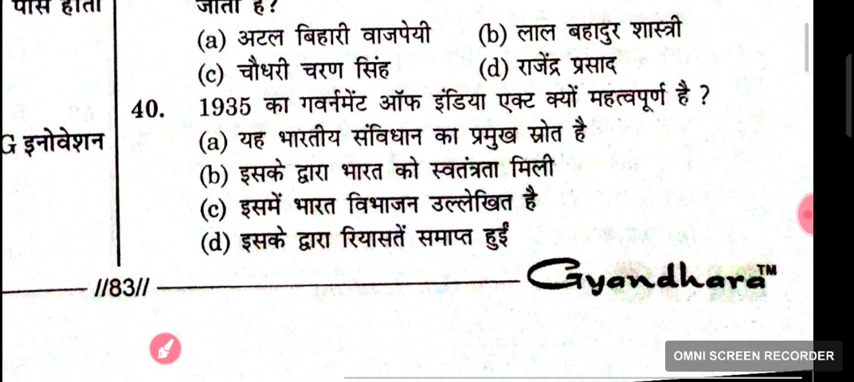 पास होता
जाता है?
(a) अटल बिहारी वाजपेयी (b) लाल बहादुर शास्त्री
(c) चौधरी चरण सिंह (d) राजेंद्र प्रसाद
40. 1935 का गवर्नमेंट ऑफ इंडिया एक्ट क्यों महत्वपूर्ण है ?
G इनोवेशन
(a) यह भारतीय संविधान का प्रमुख स्रोत है
(b) इसके द्वारा भारत को स्वतंत्रता मिली
(c) इसमें भारत विभाजन उल्लेखित है
(d) इसके द्वारा रियासतें समाप्त हुईं
//83//
Gyandhara™
OMNI SCREEN RECORDER